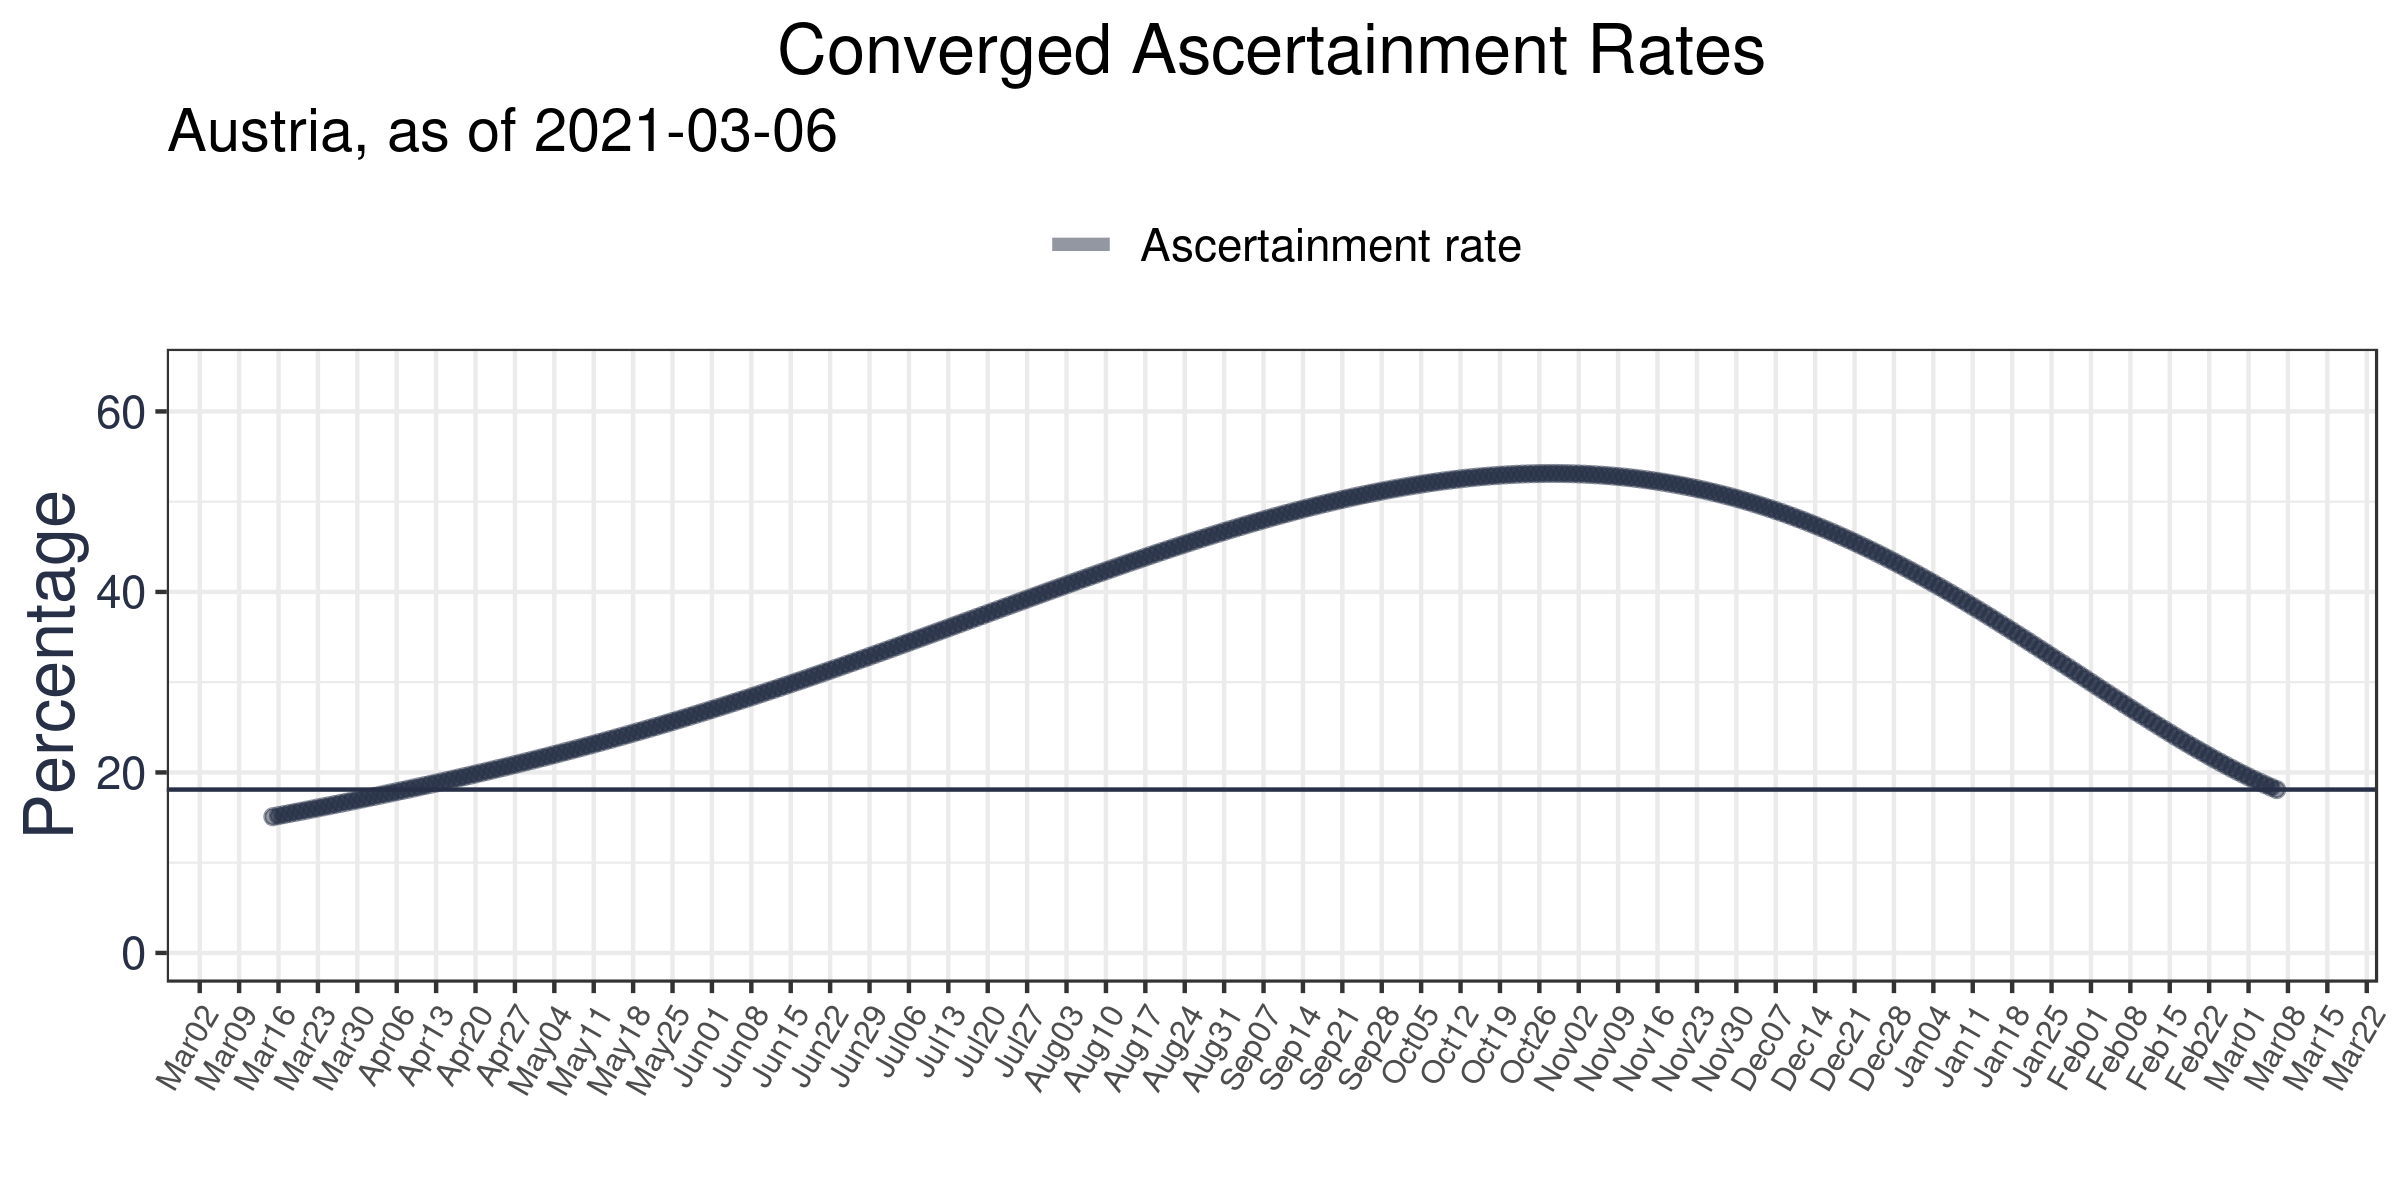 Converged Ascertainment Rates
Austria, as of 2021-03-06
Ascertainment rate
Percentage
60
40
20
0
Mar02 Mar09 Mar16 Mar23 Mar30 Apr06 Apr13 Apr20 Apr27 May04 May11 May18 May25 Jun01 Jun08 Jun15 Jun22 Jun29 Jul06 Jul13 Jul20 Jul27 Aug03 Aug10 Aug17 Aug24 Aug31 Sep07 Sep14 Sep21 Sep28 Oct05 Oct12 Oct19 Oct26 Nov02 Nov09 Nov16 Nov23 Nov30 Dec07 Dec14 Dec21 Dec28 Jan04 Jan11 Jan18 Jan25 Feb01 Feb08 Feb15 Feb22 Mar01 Mar08 Mar15 Mar22